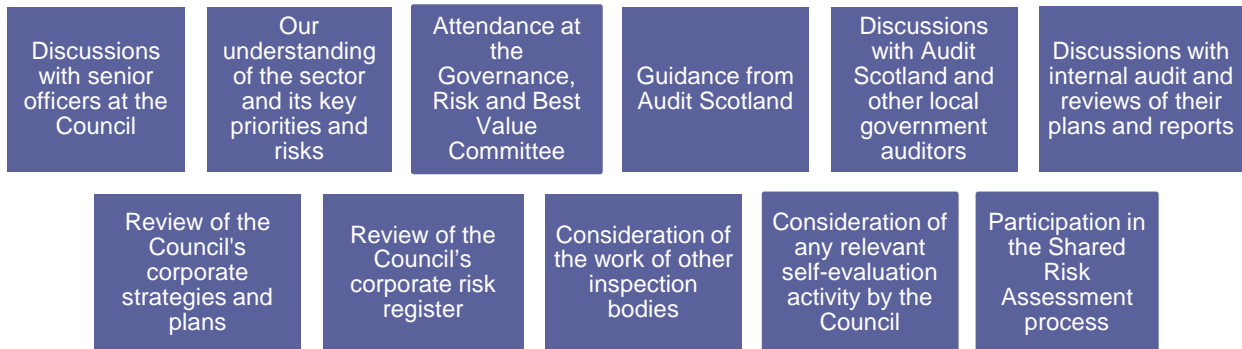 Discussions
with senior
officers at the
Council
Our
understanding
of the sector
and its key
priorities and
risks
Attendance at
the
Governance,
Risk and Best
Value
Committee
Guidance from
Audit Scotland
Discussions
with Audit
Scotland and
other local
government
auditors
Discussions with
internal audit and
reviews of their
plans and reports
Review of the
Council's
corporate
strategies and
plans
Review of the
Council’s
corporate risk
register
Consideration of
the work of other
inspection
bodies
Consideration of
any relevant
self-evaluation
activity by the
Council
Participation in
the Shared
Risk
Assessment
process